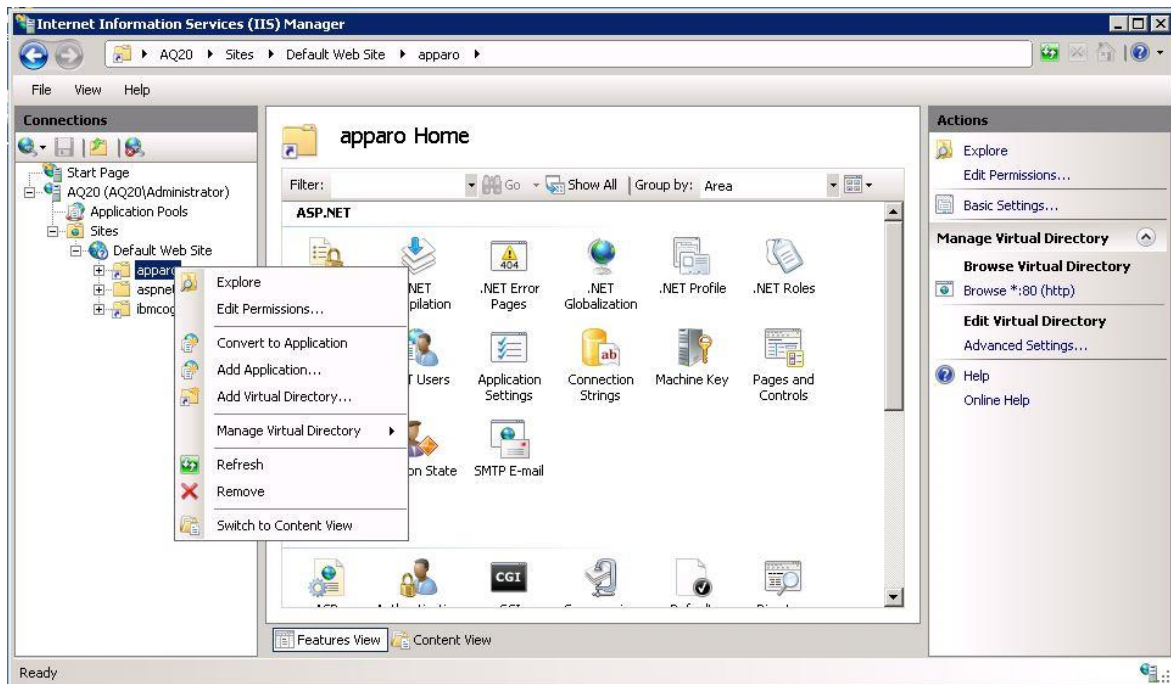 Internet Information Services (IIS) Manager
AQ20 Sites Default Web Site apparo
File View Help
Connections
Start Page
AQ20 (AQ20\Administrator)
Application Pools
Sites
Default Web Site
apparo
Explore
Edit Permissions...
Convert to Application
Add Application...
Add Virtual Directory...
Manage Virtual Directory
Refresh
Remove
Switch to Content View
apparo Home
Filter: Go Show All Group by: Area
ASP.NET
404
.NET Error Pages
.NET Globalization
.NET Profile
.NET Roles
Users
Application Settings
ab
Connection Strings
Machine Key
Pages and Controls
State
SMTP E-mail
CGI
Features View Content View
Actions
Explore
Edit Permissions...
Basic Settings...
Manage Virtual Directory
Browse Virtual Directory
Browse *:80 (http)
Edit Virtual Directory
Advanced Settings...
Help
Online Help
Ready